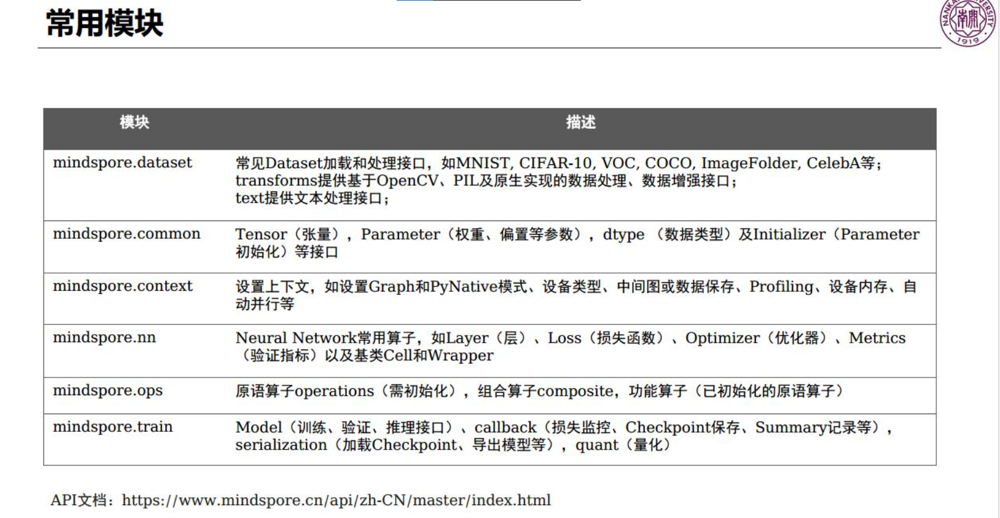 常用模块
NANKAI UNIVERSITY
南開
1919
模块
描述
mindspore.dataset
常见Dataset加载和处理接口，如MNIST, CIFAR-10, VOC, COCO, ImageFolder, CelebA等；
transforms提供基于OpenCV、PIL及原生实现的数据处理、数据增强接口；
text提供文本处理接口；
mindspore.common
Tensor（张量），Parameter（权重、偏置等参数），dtype （数据类型）及Initializer（Parameter
初始化）等接口
mindspore.context
设置上下文，如设置Graph和PyNative模式、设备类型、中间图或数据保存、Profiling、设备内存、自
动并行等
mindspore.nn
Neural Network常用算子，如Layer（层）、Loss（损失函数）、Optimizer（优化器）、Metrics
（验证指标）以及基类Cell和Wrapper
mindspore.ops
原语算子operations（需初始化），组合算子composite，功能算子（已初始化的原语算子）
mindspore.train
Model（训练、验证、推理接口）、callback（损失监控、Checkpoint保存、Summary记录等），
serialization（加载Checkpoint、导出模型等），quant（量化）
API文档：https://www.mindspore.cn/api/zh-CN/master/index.html